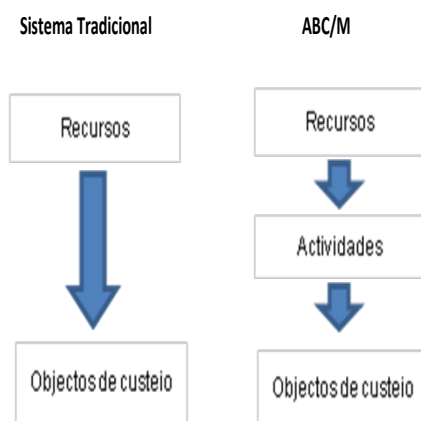 Sistema Tradicional
ABC/M
Recursos
Objectos de custeio
Recursos
Actividades
Objectos de custeio